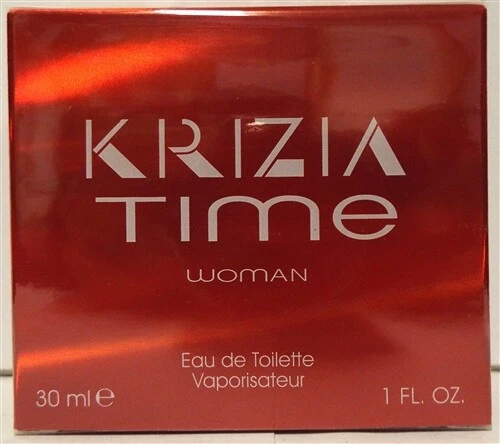 KRIZIA
TIME
WOMAN
Eau de Toilette
Vaporisateur
30 ml ℮ 1 FL. OZ.